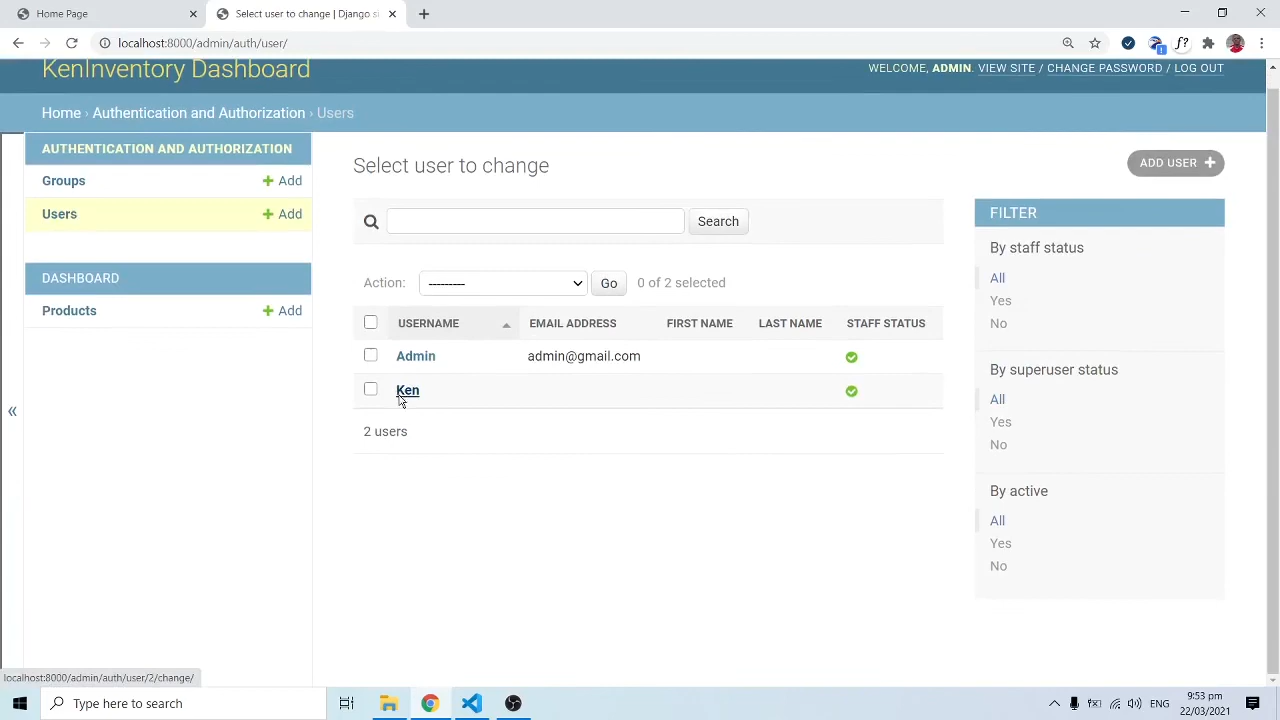 Home Page
Select user to change | Django si
localhost:8000/admin/auth/user/
KenInventory Dashboard
WELCOME, ADMIN. VIEW SITE / CHANGE PASSWORD / LOG OUT
Home › Authentication and Authorization › Users
AUTHENTICATION AND AUTHORIZATION
Groups + Add
Users + Add
DASHBOARD
Products + Add
«
Select user to change
ADD USER +
Search
Action: --------- Go 0 of 2 selected
USERNAME EMAIL ADDRESS FIRST NAME LAST NAME STAFF STATUS
Admin admin@gmail.com
Ken
2 users
FILTER
By staff status
All
Yes
No
By superuser status
All
Yes
No
By active
All
Yes
No
localhost:8000/admin/auth/user/2/change/
Type here to search
ENG
9:53 pm
22/03/2021